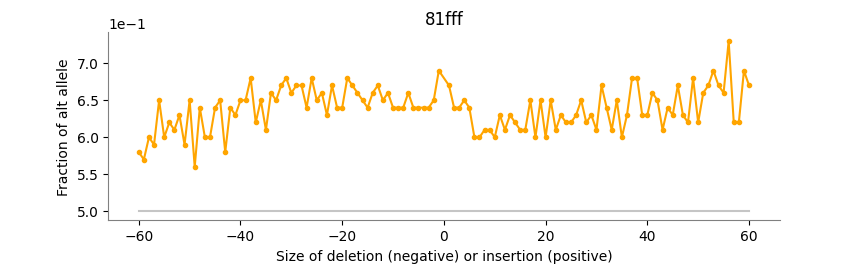 81fff
1e−1
Fraction of alt allele
7.0
6.5
6.0
5.5
5.0
−60 −40 −20 0 20 40 60
Size of deletion (negative) or insertion (positive)